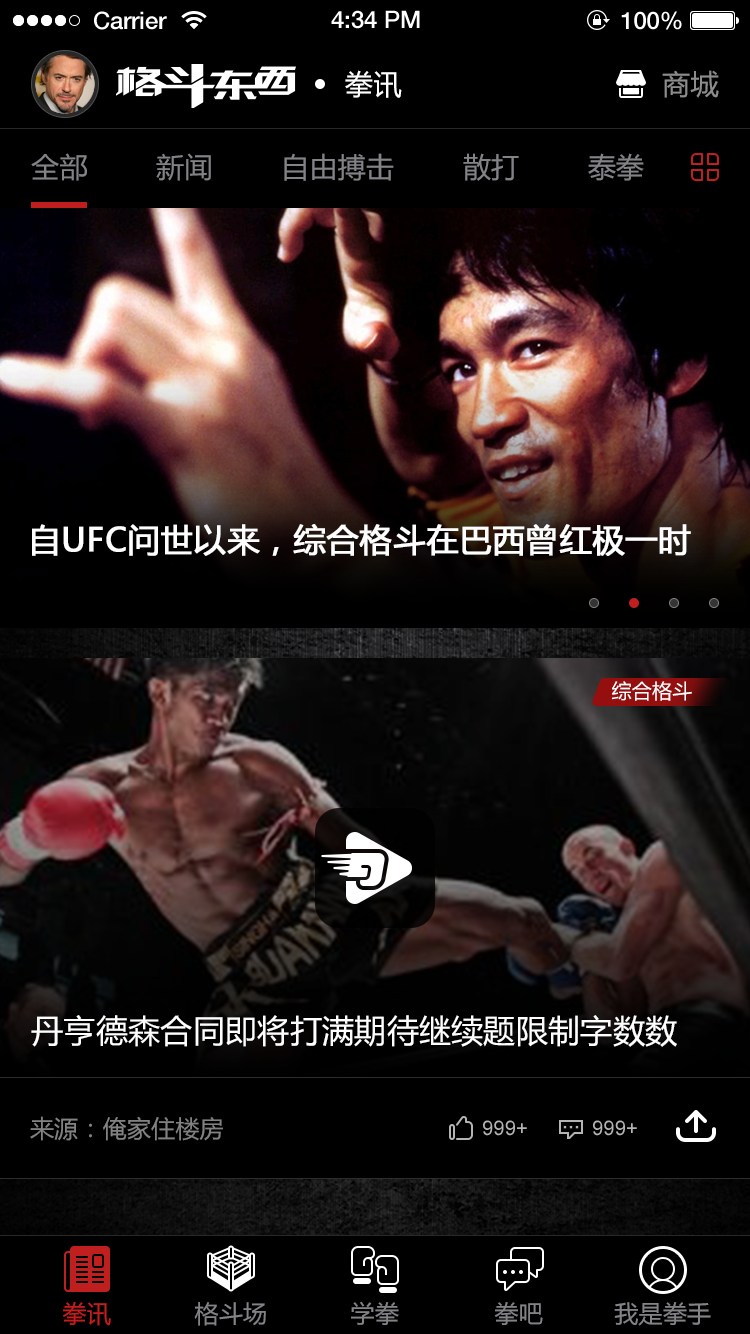 Carrier 4:34 PM 100%
格斗东西 • 拳讯 商城
全部 新闻 自由搏击 散打 泰拳
自UFC问世以来，综合格斗在巴西曾红极一时
综合格斗
丹亨德森合同即将打满期待继续题限制字数数
来源：俺家住楼房 999+ 999+
拳讯 格斗场 学拳 拳吧 我是拳手